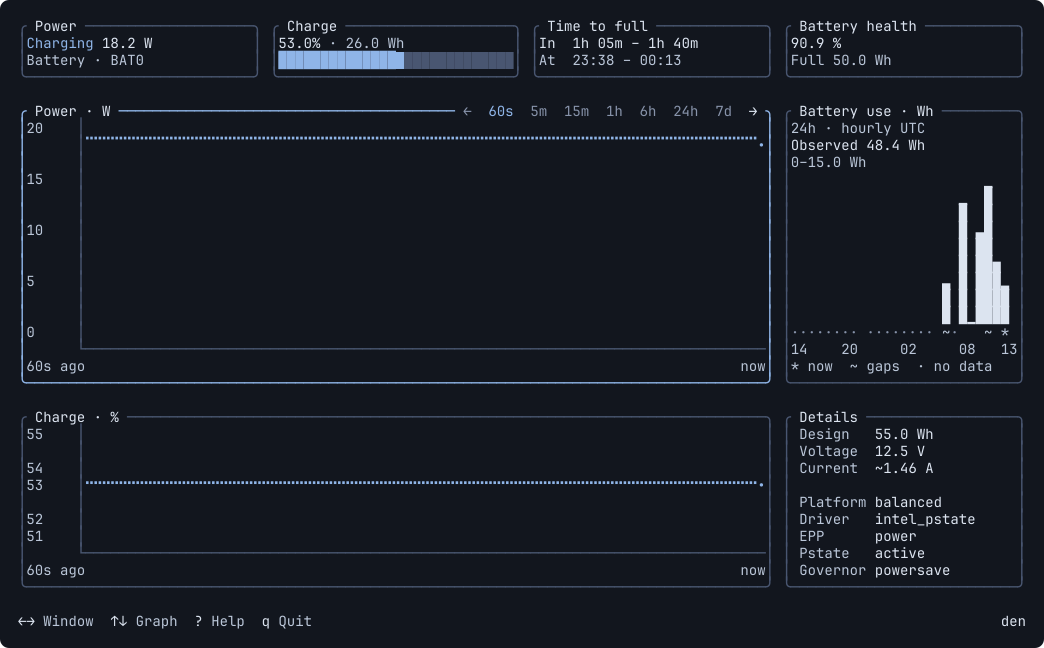 Power
Charging 18.2 W
Battery · BAT0
Charge
53.0% · 26.0 Wh
Time to full
In 1h 05m – 1h 40m
At 23:38 – 00:13
Battery health
90.9 %
Full 50.0 Wh
Power · W
← 60s 5m 15m 1h 6h 24h 7d →
20
15
10
5
0
60s ago now
Battery use · Wh
24h · hourly UTC
Observed 48.4 Wh
0–15.0 Wh
········ ········ ~· ~ *
14 20 02 08 13
* now ~ gaps · no data
Charge · %
55
54
53
52
51
60s ago now
Details
Design 55.0 Wh
Voltage 12.5 V
Current ~1.46 A
Platform balanced
Driver intel_pstate
EPP power
Pstate active
Governor powersave
↔ Window ↑↓ Graph ? Help q Quit
den